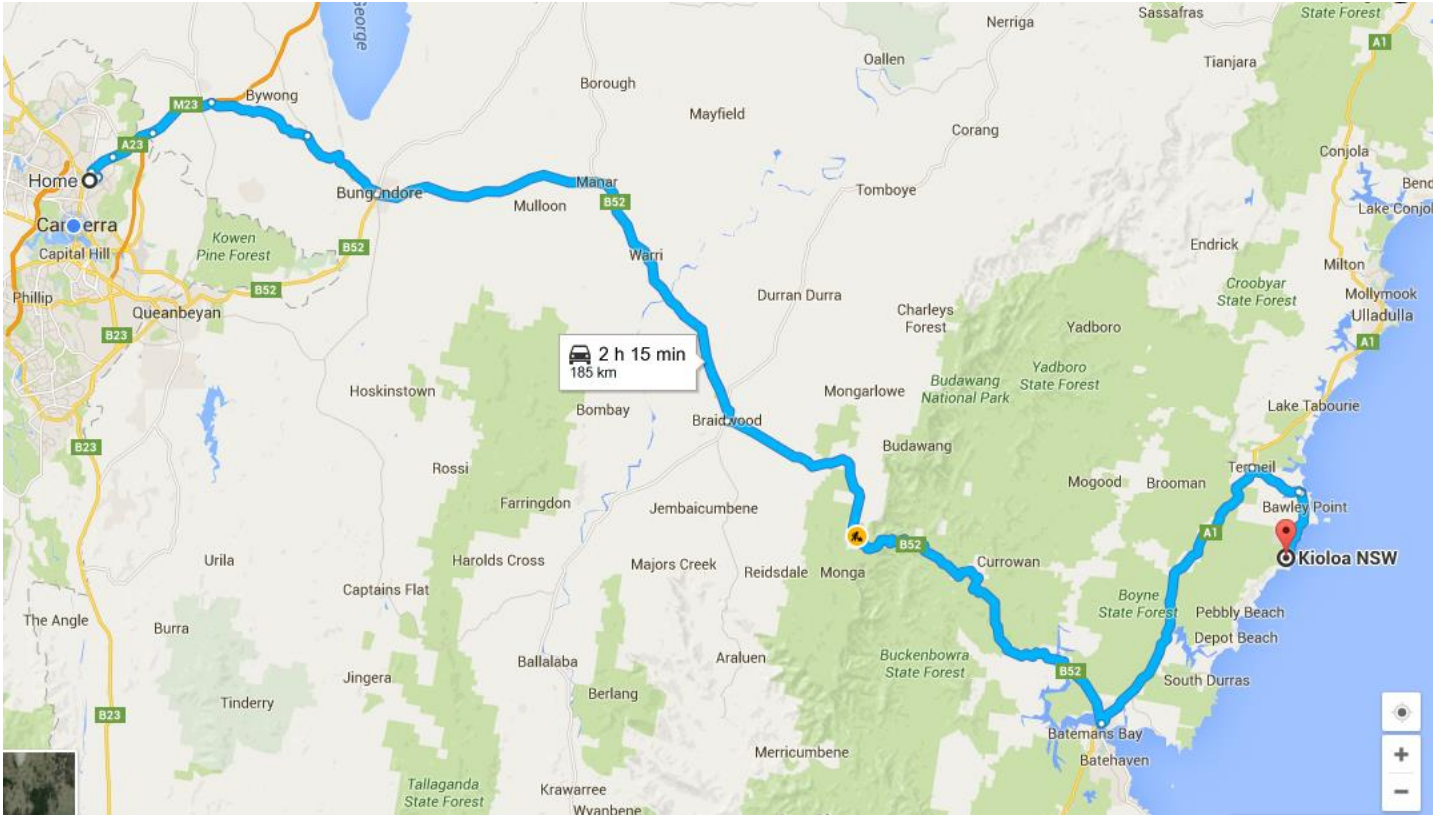 George
Nerriga
Sassafras
State Forest
A1
Tianjara
Oallen
Borough
Bywong
M23
Mayfield
Corang
A23
Conjola
Home
Manar
Bend
Bungendore
Tomboye
B52
Mulloon
Lake Conjol
Canberra
Kowen
Pine Forest
Capital Hill
B52
Warri
Endrick
Milton
Croobyar
State Forest
B52
Phillip
Durran Durra
Mollymook
Queanbeyan
Charleys
Forest
Ulladulla
Yadboro
B23
A1
2 h 15 min
185 km
Yadboro
State Forest
Budawang
National Park
Hoskinstown
Mongarlowe
Bombay
Lake Tabourie
Braidwood
B23
Budawang
Rossi
Termeil
Mogood
Brooman
Farringdon
Jembaicumbene
Bawley Point
A1
B52
Urila
Harolds Cross
Majors Creek
Reidsdale
Monga
Currowan
Kioloa NSW
Captains Flat
Boyne
State Forest
The Angle
Burra
Pebbly Beach
Depot Beach
Ballalaba
Araluen
Buckenbowra
State Forest
B52
Jingera
South Durras
Berlang
Tinderry
B23
Batemans Bay
Merricumbene
Batehaven
Tallaganda
State Forest
Krawarree
Wyanbene
+
−